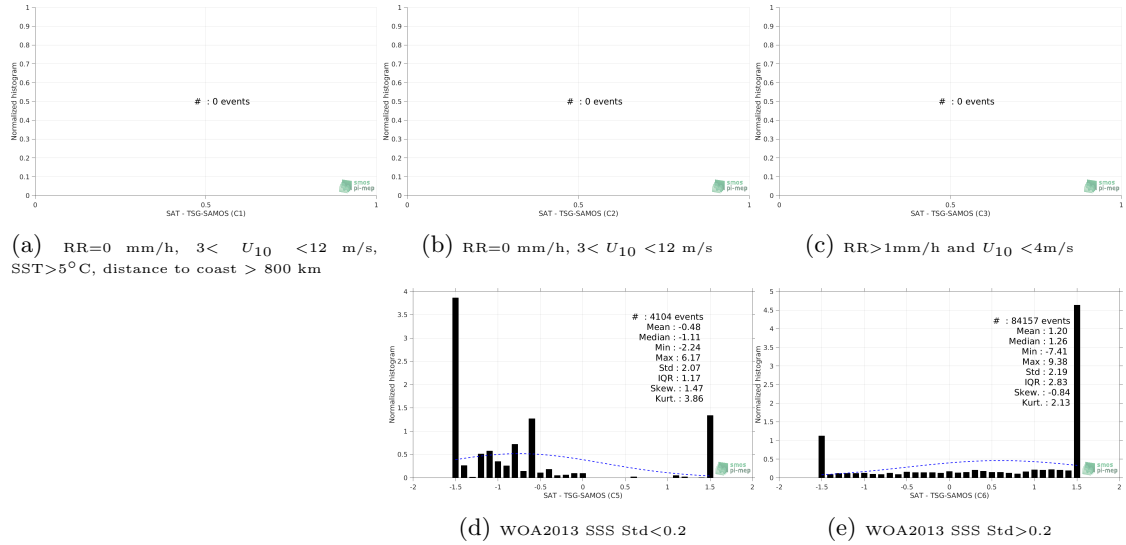 1
0.9
0.8
0.7
0.6
0.5
0.4
0.3
0.2
0.1
0
Normalized histogram
# : 0 events
smos
pi-mep
0 0.5 1
SAT - TSG-SAMOS (C1)
(a) RR=0 mm/h, 3< U10 <12 m/s,
SST>5°C, distance to coast > 800 km
1
0.9
0.8
0.7
0.6
0.5
0.4
0.3
0.2
0.1
0
Normalized histogram
# : 0 events
smos
pi-mep
0 0.5 1
SAT - TSG-SAMOS (C2)
(b) RR=0 mm/h, 3< U10 <12 m/s
1
0.9
0.8
0.7
0.6
0.5
0.4
0.3
0.2
0.1
0
Normalized histogram
# : 0 events
smos
pi-mep
0 0.5 1
SAT - TSG-SAMOS (C3)
(c) RR>1mm/h and U10 <4m/s
4
3.5
3
2.5
2
1.5
1
0.5
0
Normalized histogram
# : 4104 events
Mean : -0.48
Median : -1.11
Min : -2.24
Max : 6.17
Std : 2.07
IQR : 1.17
Skew. : 1.47
Kurt. : 3.86
smos
pi-mep
-2 -1.5 -1 -0.5 0 0.5 1 1.5 2
SAT - TSG-SAMOS (C5)
(d) WOA2013 SSS Std<0.2
5
4.5
4
3.5
3
2.5
2
1.5
1
0.5
0
Normalized histogram
# : 84157 events
Mean : 1.20
Median : 1.26
Min : -7.41
Max : 9.38
Std : 2.19
IQR : 2.83
Skew. : -0.84
Kurt. : 2.13
smos
pi-mep
-2 -1.5 -1 -0.5 0 0.5 1 1.5 2
SAT - TSG-SAMOS (C6)
(e) WOA2013 SSS Std>0.2